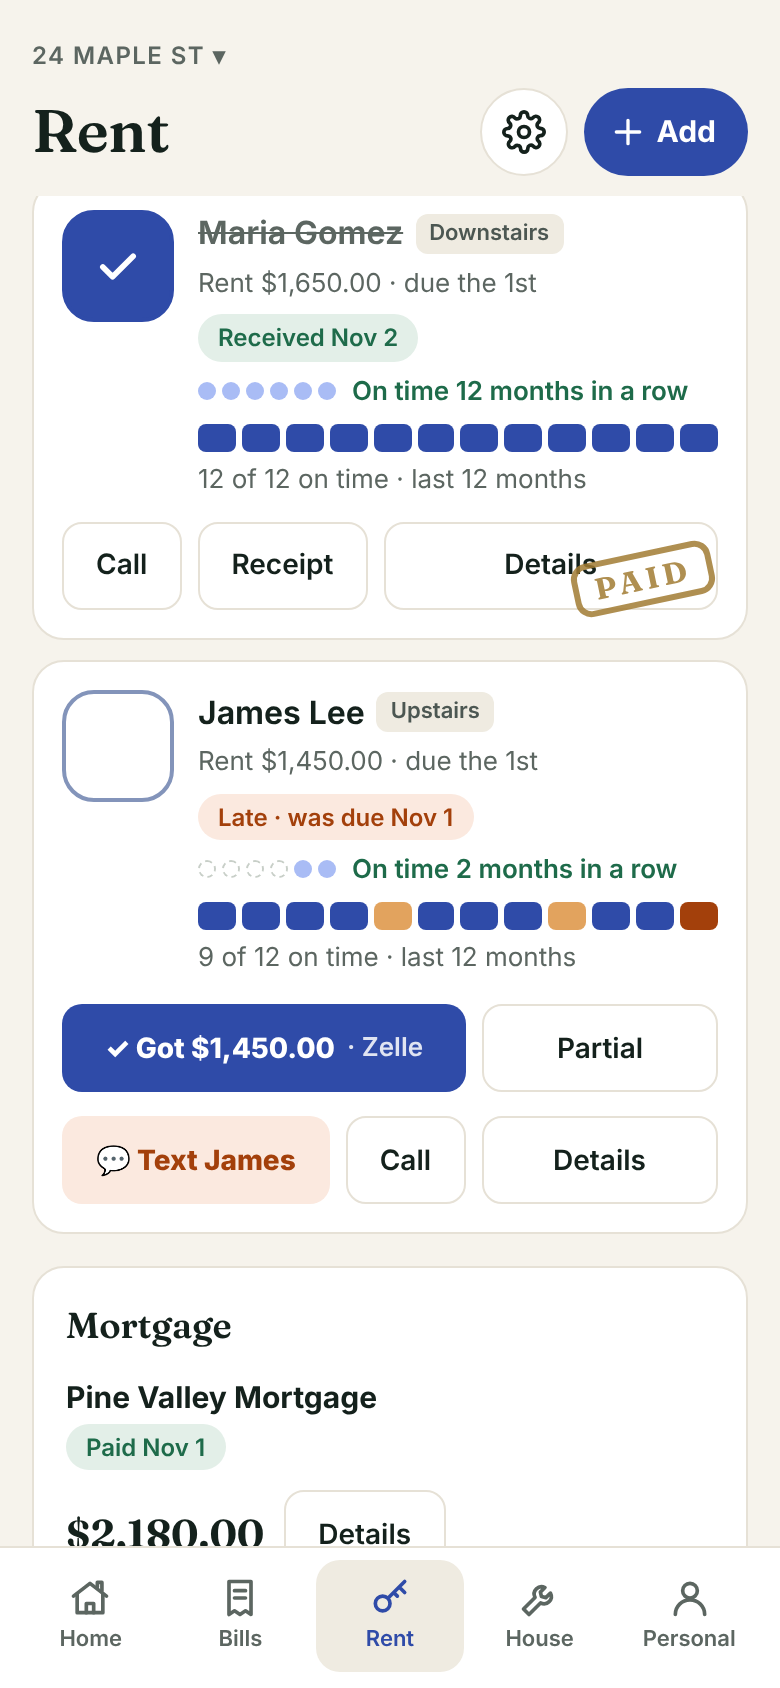 24 MAPLE ST ▾
Rent
Add
Maria Gomez Downstairs
Rent $1,650.00 · due the 1st
Received Nov 2
On time 12 months in a row
12 of 12 on time · last 12 months
Call Receipt Details
PAID
James Lee Upstairs
Rent $1,450.00 · due the 1st
Late · was due Nov 1
On time 2 months in a row
9 of 12 on time · last 12 months
✓ Got $1,450.00 · Zelle Partial
💬 Text James Call Details
Mortgage
Pine Valley Mortgage
Paid Nov 1
$2,180.00 Details
Home Bills Rent House Personal